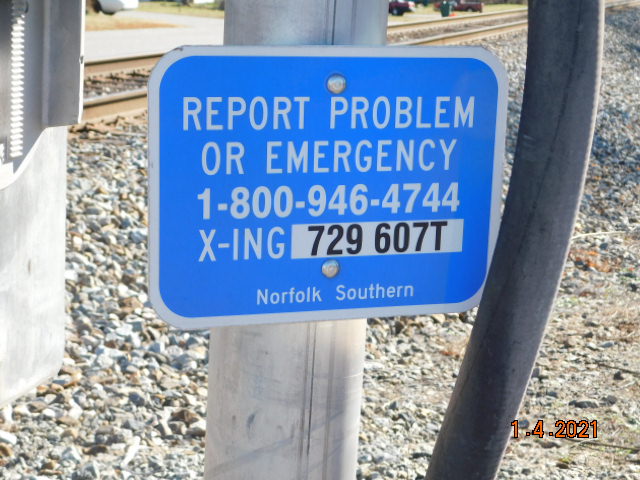 REPORT PROBLEM
OR EMERGENCY
1-800-946-4744
X-ING 729 607T
Norfolk Southern
1.4.2021